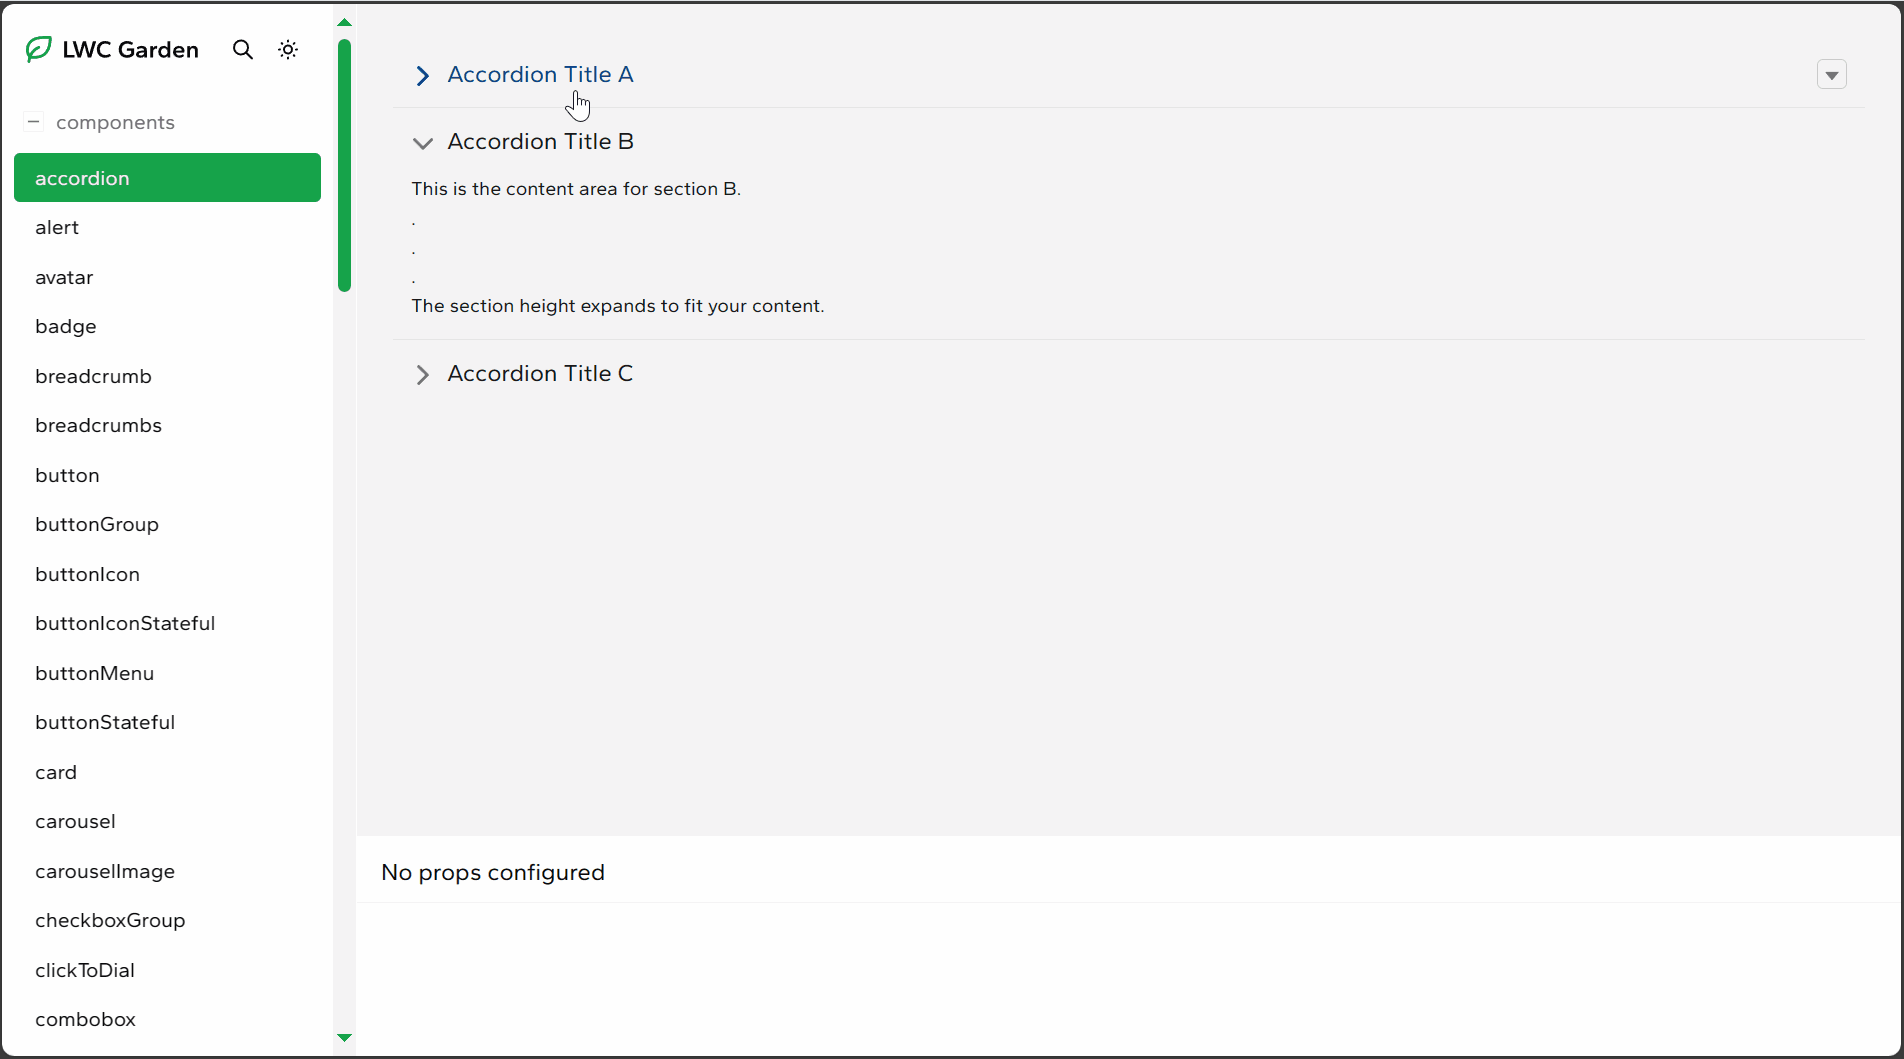 LWC Garden
components
accordion
alert
avatar
badge
breadcrumb
breadcrumbs
button
buttonGroup
buttonIcon
buttonIconStateful
buttonMenu
buttonStateful
card
carousel
carouselImage
checkboxGroup
clickToDial
combobox
Accordion Title A
Accordion Title B
This is the content area for section B.
.
.
.
The section height expands to fit your content.
Accordion Title C
No props configured